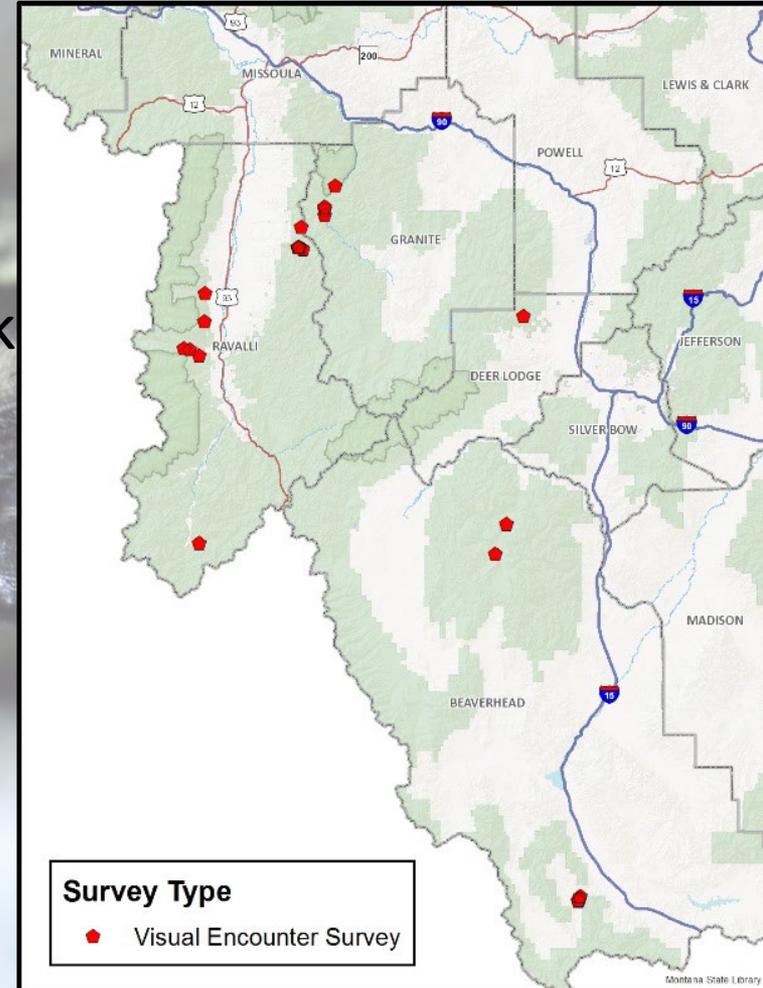 93
MINERAL
200
MISSOULA
LEWIS & CLARK
12
90
POWELL
12
GRANITE
93
15
k
RAVALLI
JEFFERSON
DEER LODGE
90
SILVER BOW
MADISON
15
BEAVERHEAD
Survey Type
Visual Encounter Survey
Montana State Library